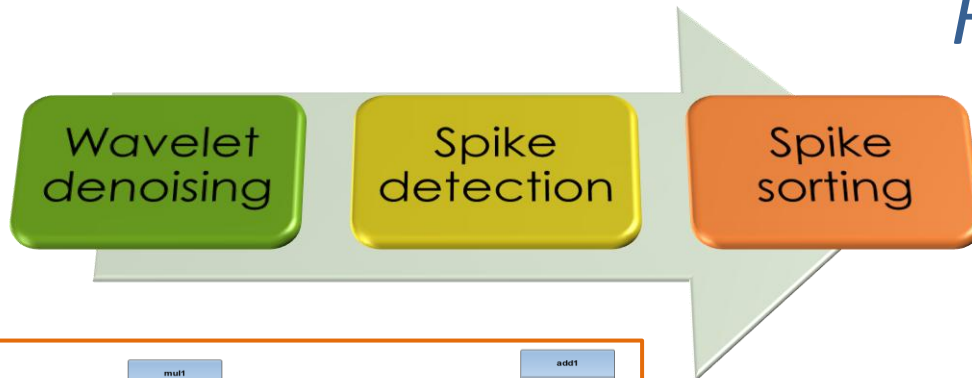 Wavelet
denoising
Spike
detection
Spike
sorting
mul1
add1